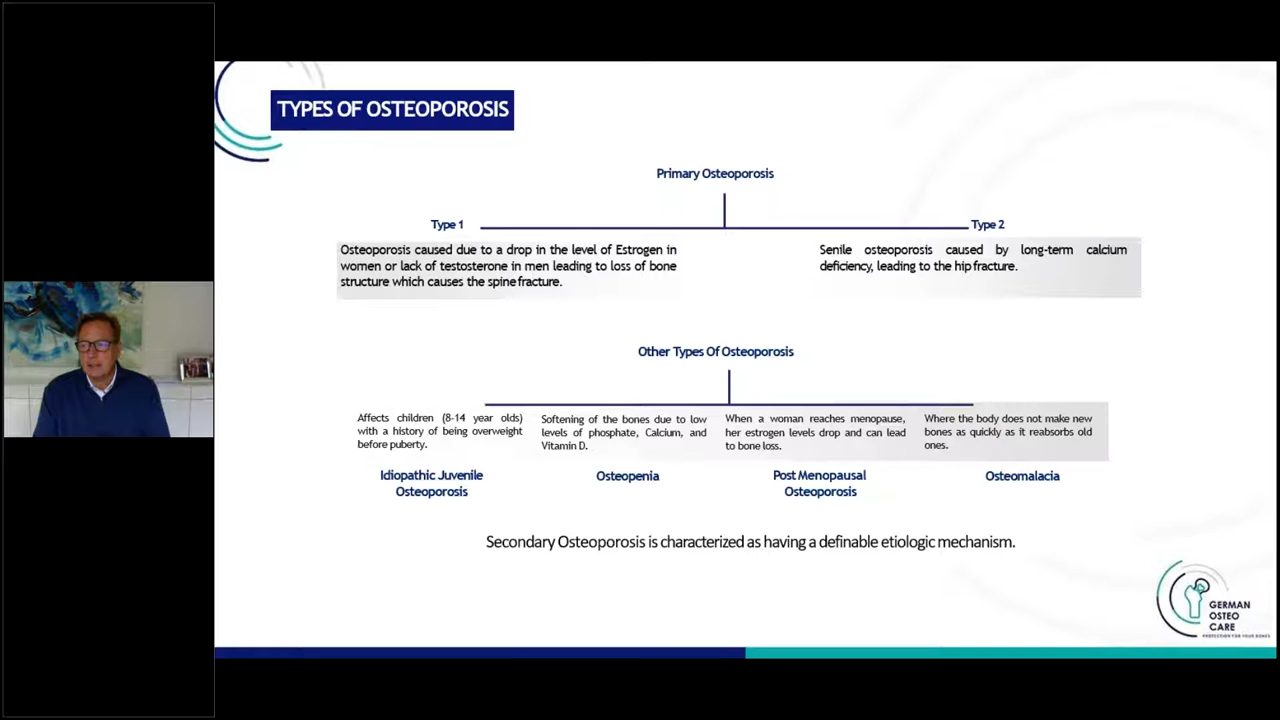 TYPES OF OSTEOPOROSIS
Primary Osteoporosis
Type 1
Type 2
Osteoporosis caused due to a drop in the level of Estrogen in
women or lack of testosterone in men leading to loss of bone
structure which causes the spine fracture.
Senile osteoporosis caused by long-term calcium
deficiency, leading to the hip fracture.
Other Types Of Osteoporosis
Affects children (8-14 year olds)
with a history of being overweight
before puberty.
Idiopathic Juvenile
Osteoporosis
Softening of the bones due to low
levels of phosphate, Calcium, and
Vitamin D.
Osteopenia
When a woman reaches menopause,
her estrogen levels drop and can lead
to bone loss.
Post Menopausal
Osteoporosis
Where the body does not make new
bones as quickly as it reabsorbs old
ones.
Osteomalacia
Secondary Osteoporosis is characterized as having a definable etiologic mechanism.
GERMAN
OSTEO
CARE
PROTECTION FOR YOUR BONES